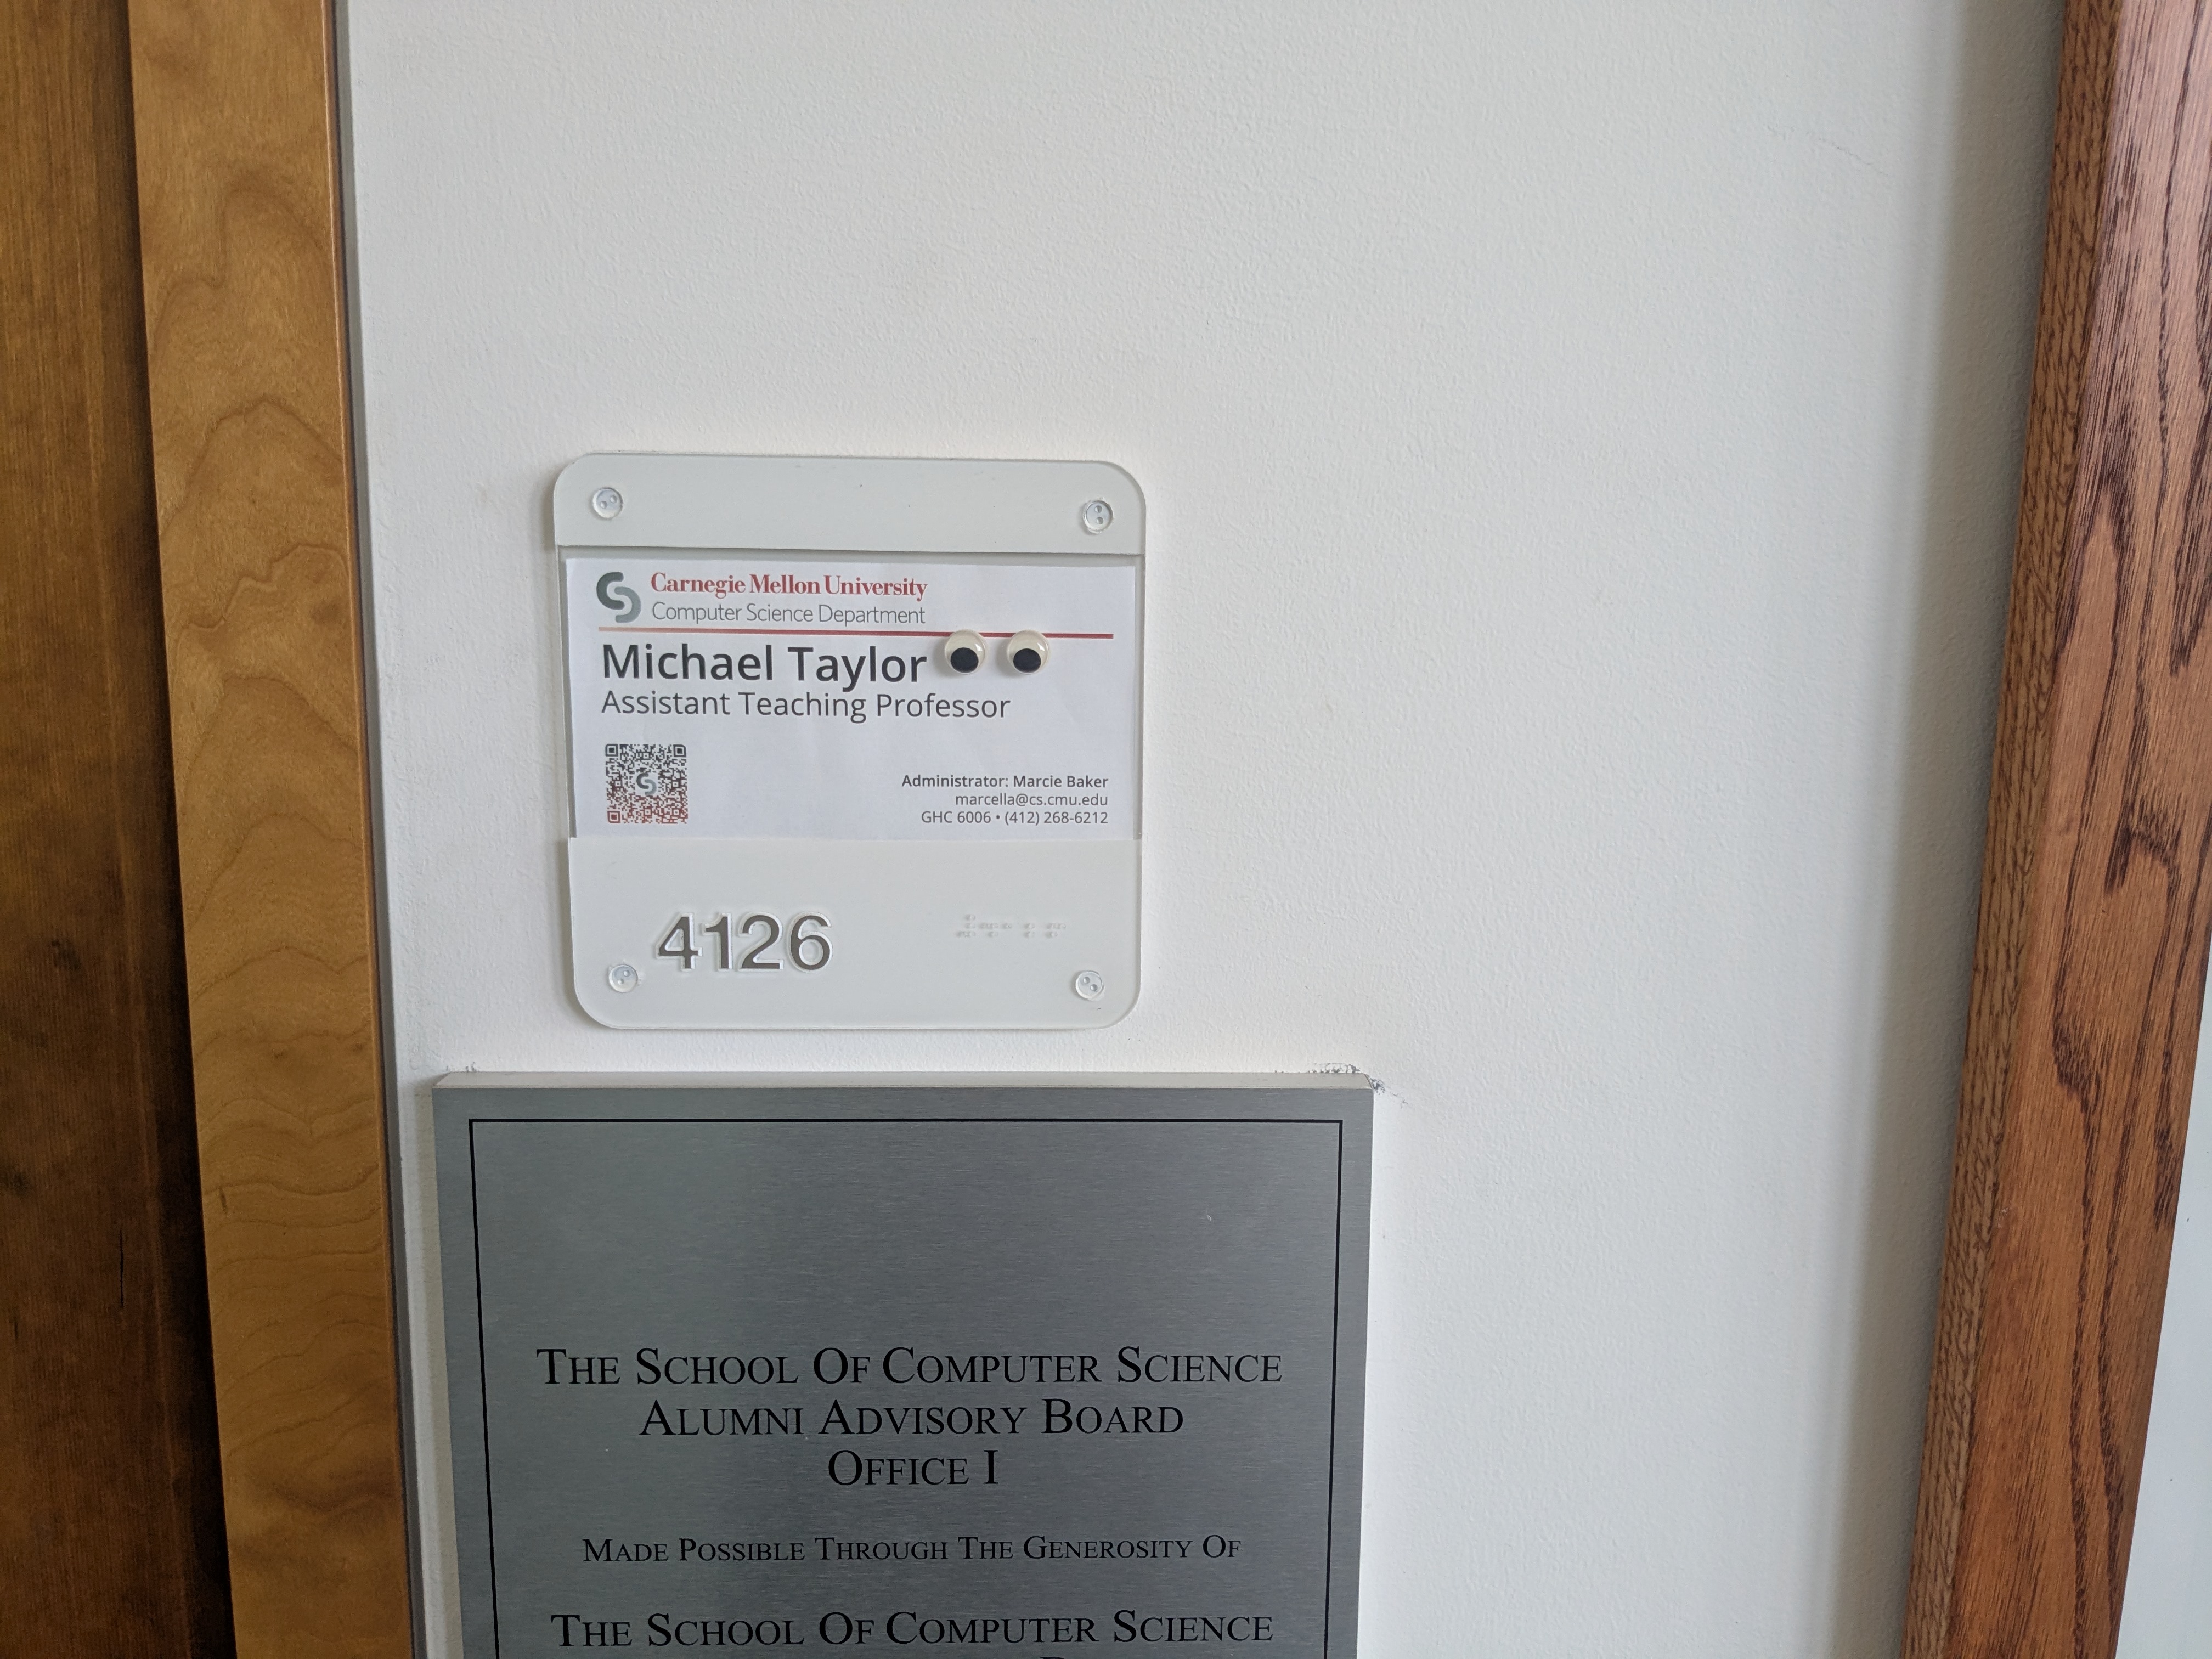 Carnegie Mellon University
Computer Science Department
Michael Taylor
Assistant Teaching Professor
Administrator: Marcie Baker
marcella@cs.cmu.edu
GHC 6006 • (412) 268-6212
4126
THE SCHOOL OF COMPUTER SCIENCE
ALUMNI ADVISORY BOARD
OFFICE I
MADE POSSIBLE THROUGH THE GENEROSITY OF
THE SCHOOL OF COMPUTER SCIENCE